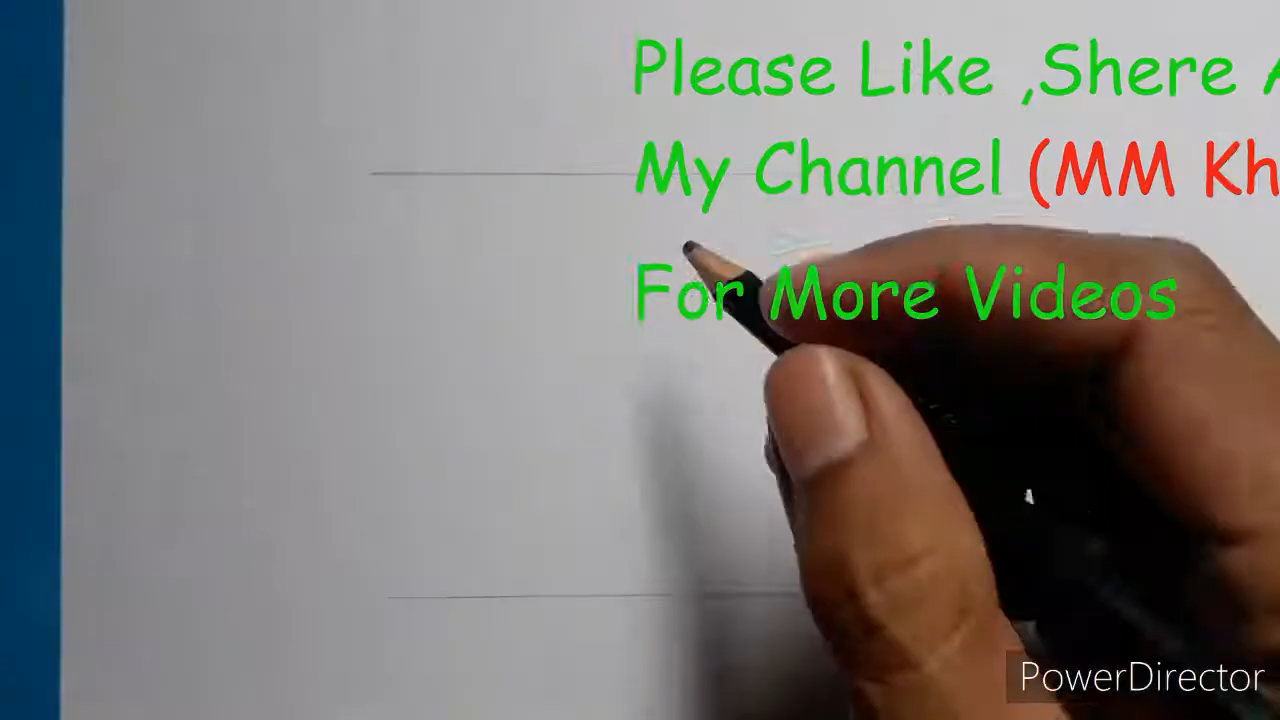 Please Like ,Shere
My Channel (MM Kh
For More Videos
PowerDirector